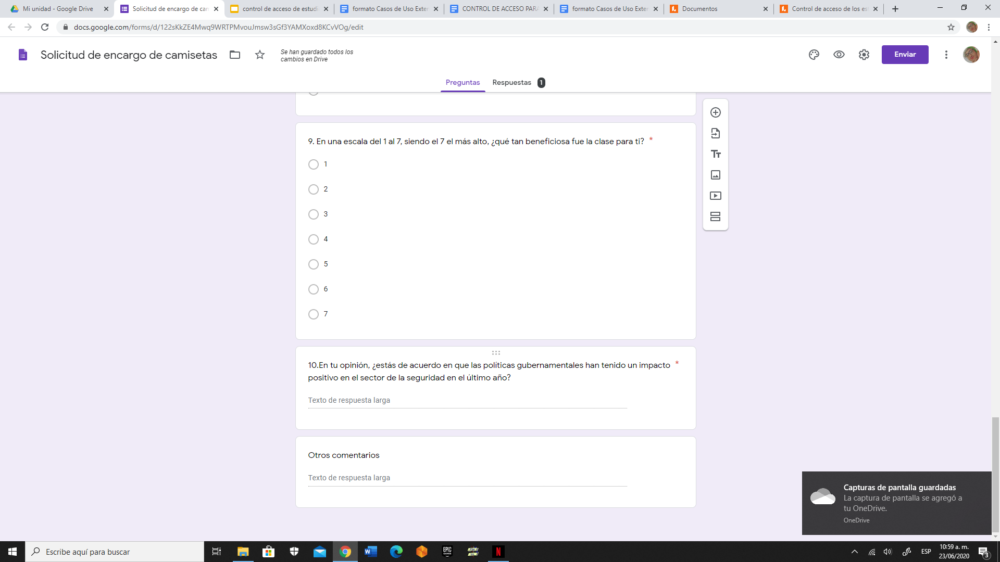 Mi unidad - Google Drive
Solicitud de encargo de can
control de acceso de estudi
formato Casos de Uso Exter
CONTROL DE ACCESO PARA
formato Casos de Uso Exter
Documentos
Control de acceso de los es
docs.google.com/forms/d/122sKkZE4Mwq9WRTPMvouJmsw3sGf3YAMXoxd8KCvVOg/edit
Solicitud de encargo de camisetas
Se han guardado todos los
cambios en Drive
Enviar
Preguntas
Respuestas 1
9. En una escala del 1 al 7, siendo el 7 el más alto, ¿qué tan beneficiosa fue la clase para ti? *
1
2
3
4
5
6
7
10.En tu opinión, ¿estás de acuerdo en que las políticas gubernamentales han tenido un impacto *
positivo en el sector de la seguridad en el último año?
Texto de respuesta larga
Otros comentarios
Texto de respuesta larga
Capturas de pantalla guardadas
La captura de pantalla se agregó a
tu OneDrive.
OneDrive
Escribe aquí para buscar
EPIC
GAMES
ESP
10:59 a. m.
23/06/2020
3